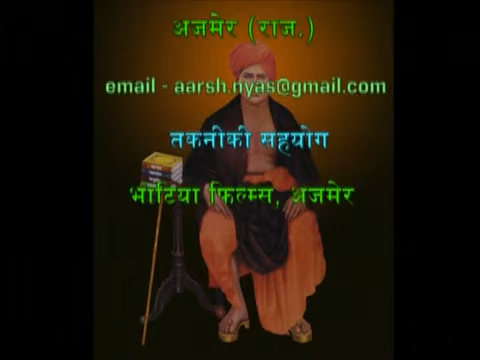 अजमेर (राज.)
email - aarsh.nyas@gmail.com
तकनीकी सहयोग
भाटिया फिल्म्स, अजमेर